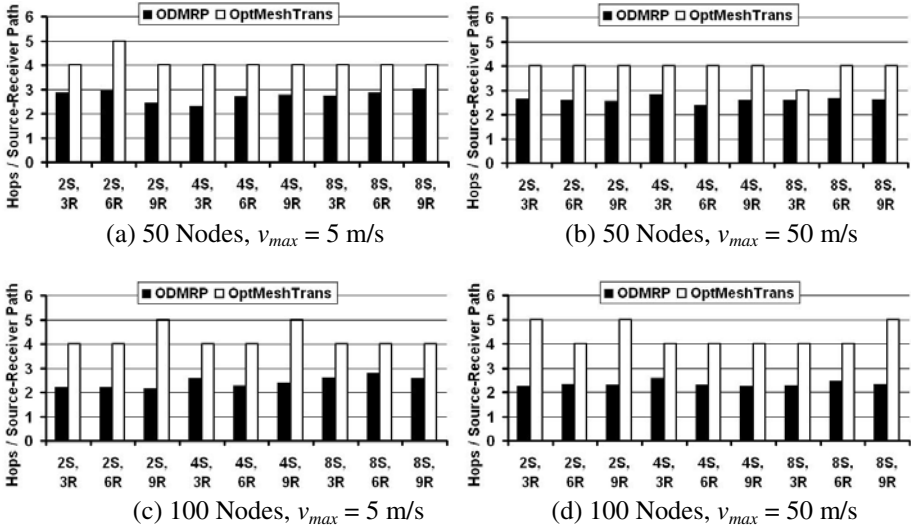 Hops / Source-Receiver Path
6
5
4
3
2
1
0
ODMRP OptMeshTrans
2S, 2S, 2S, 4S, 4S, 4S, 8S, 8S, 8S,
3R 6R 9R 3R 6R 9R 3R 6R 9R
(a) 50 Nodes, vmax = 5 m/s
Hops / Source-Receiver Path
6
5
4
3
2
1
0
ODMRP OptMeshTrans
2S, 2S, 2S, 4S, 4S, 4S, 8S, 8S, 8S,
3R 6R 9R 3R 6R 9R 3R 6R 9R
(b) 50 Nodes, vmax = 50 m/s
Hops / Source-Receiver Path
6
5
4
3
2
1
0
ODMRP OptMeshTrans
2S, 2S, 2S, 4S, 4S, 4S, 8S, 8S, 8S,
3R 6R 9R 3R 6R 9R 3R 6R 9R
(c) 100 Nodes, vmax = 5 m/s
Hops / Source-Receiver Path
6
5
4
3
2
1
0
ODMRP OptMeshTrans
2S, 2S, 2S, 4S, 4S, 4S, 8S, 8S, 8S,
3R 6R 9R 3R 6R 9R 3R 6R 9R
(d) 100 Nodes, vmax = 50 m/s